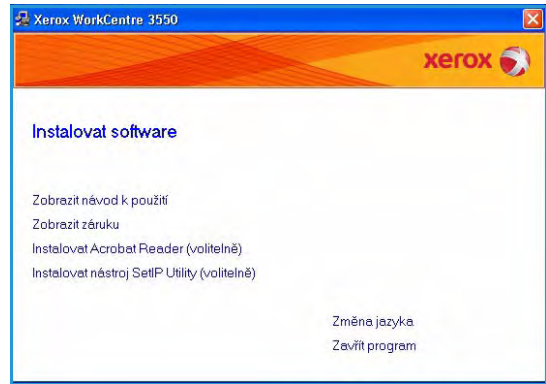 Xerox WorkCentre 3550
xerox
Instalovat software
Zobrazit návod k použití
Zobrazit záruku
Instalovat Acrobat Reader (volitelně)
Instalovat nástroj SetIP Utility (volitelně)
Změna jazyka
Zavřít program